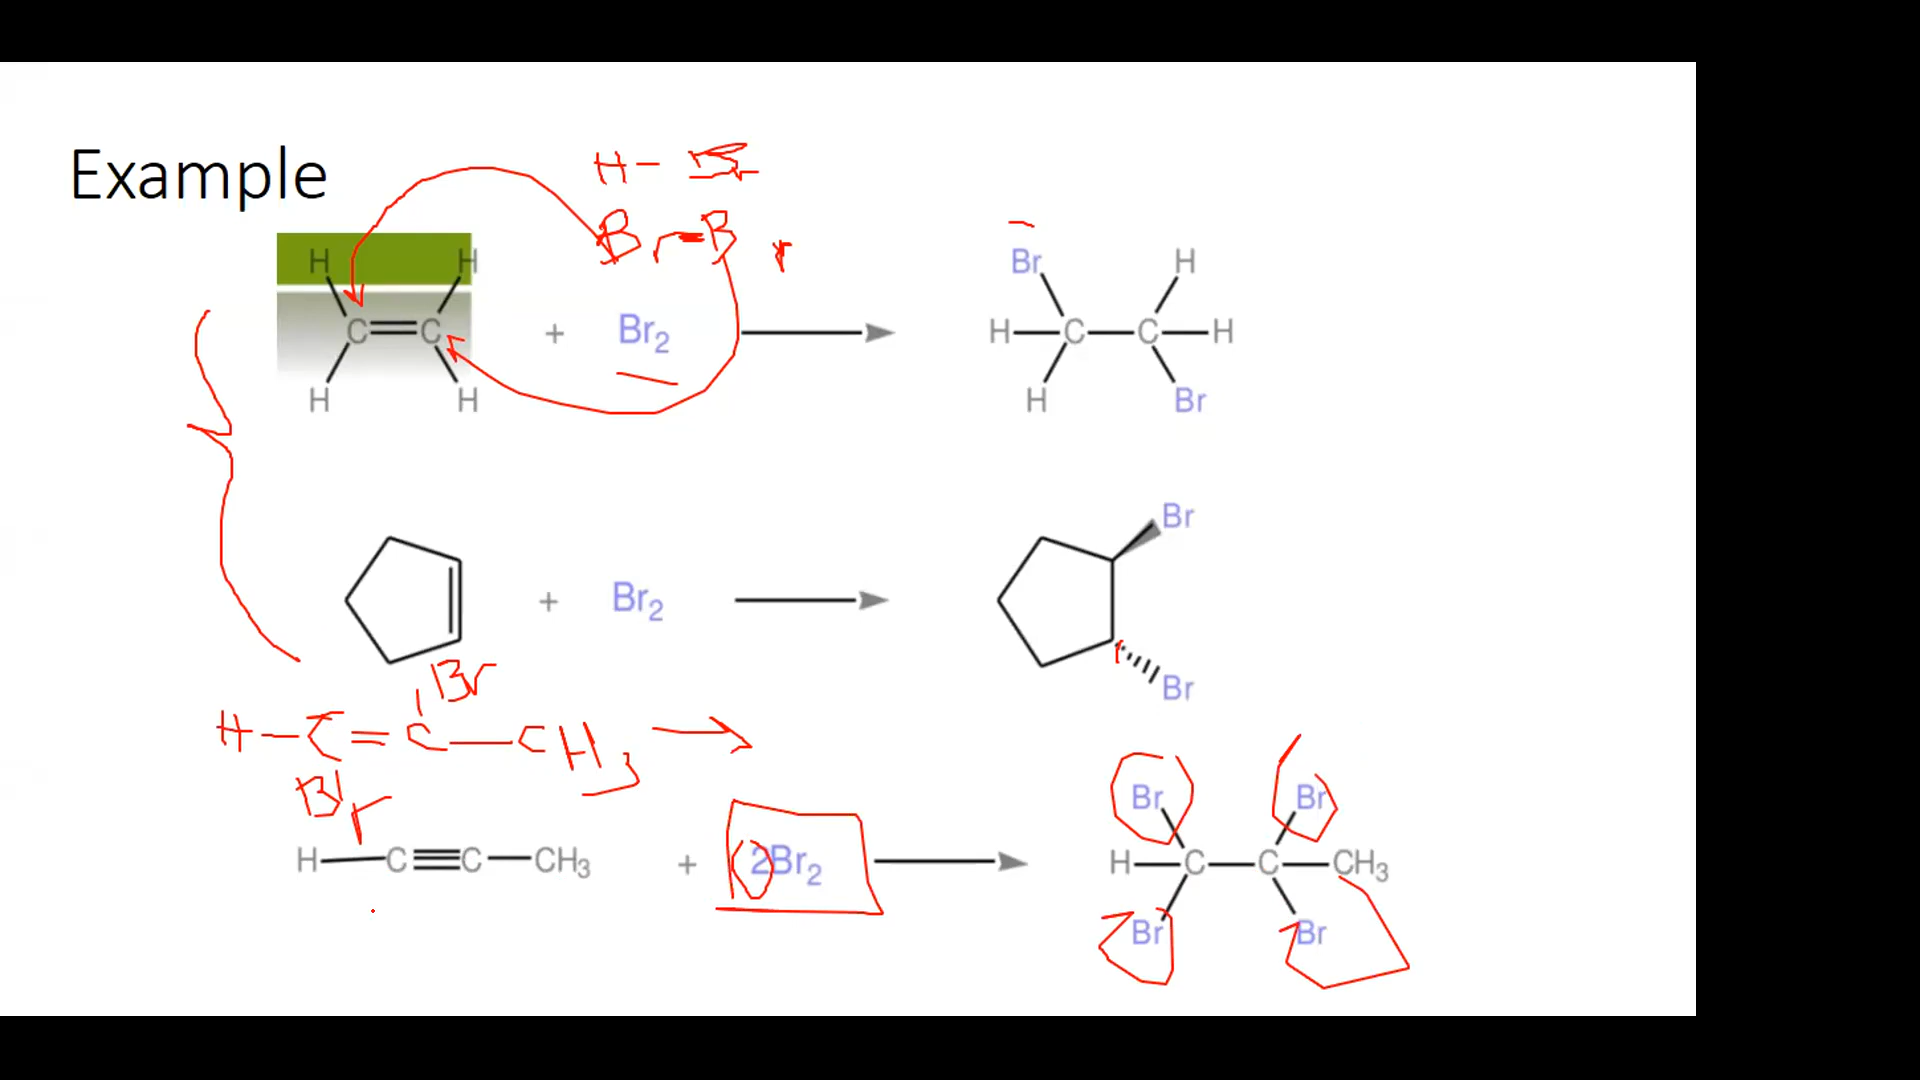 Example
H - Br
Br-Br
H H Br H
C=C + Br2 H-C-C-H
H H H Br
Br
+ Br2
Br
Br
H-C=C-CH3
Br
Br Br
H-C≡C-CH3 + 2Br2 H-C-C-CH3
Br Br